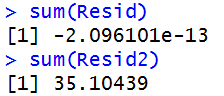 > sum(Resid)
[1] -2.096101e-13
> sum(Resid2)
[1] 35.10439